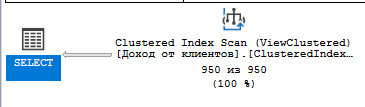 Clustered Index Scan (ViewClustered)
[Доход от клиентов].[ClusteredIndex…
SELECT
950 из 950
(100 %)